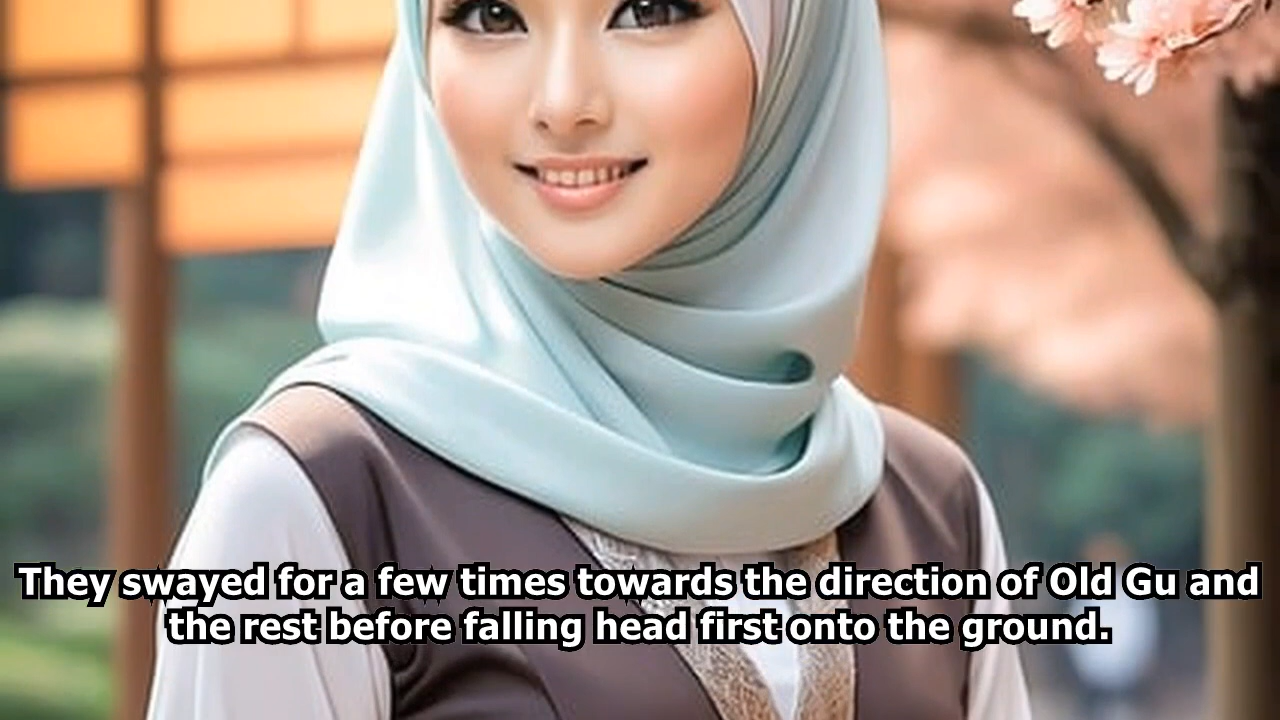 They swayed for a few times towards the direction of Old Gu and
the rest before falling head first onto the ground.